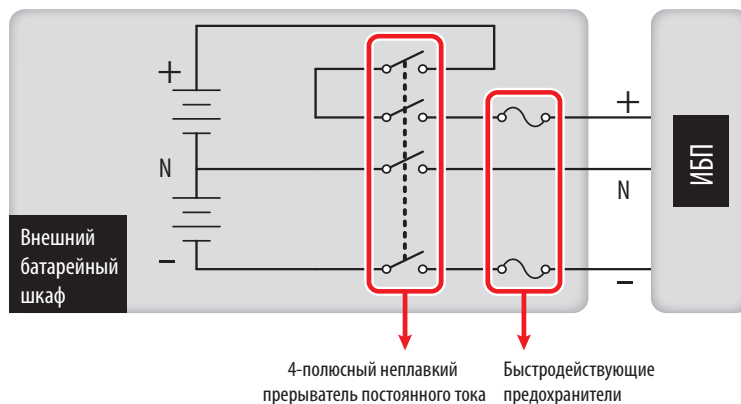 +
+
N
ИБП
N
Внешний
батарейный
шкаф
–
–
4-полюсный неплавкий
прерыватель постоянного тока
Быстродействующие
предохранители